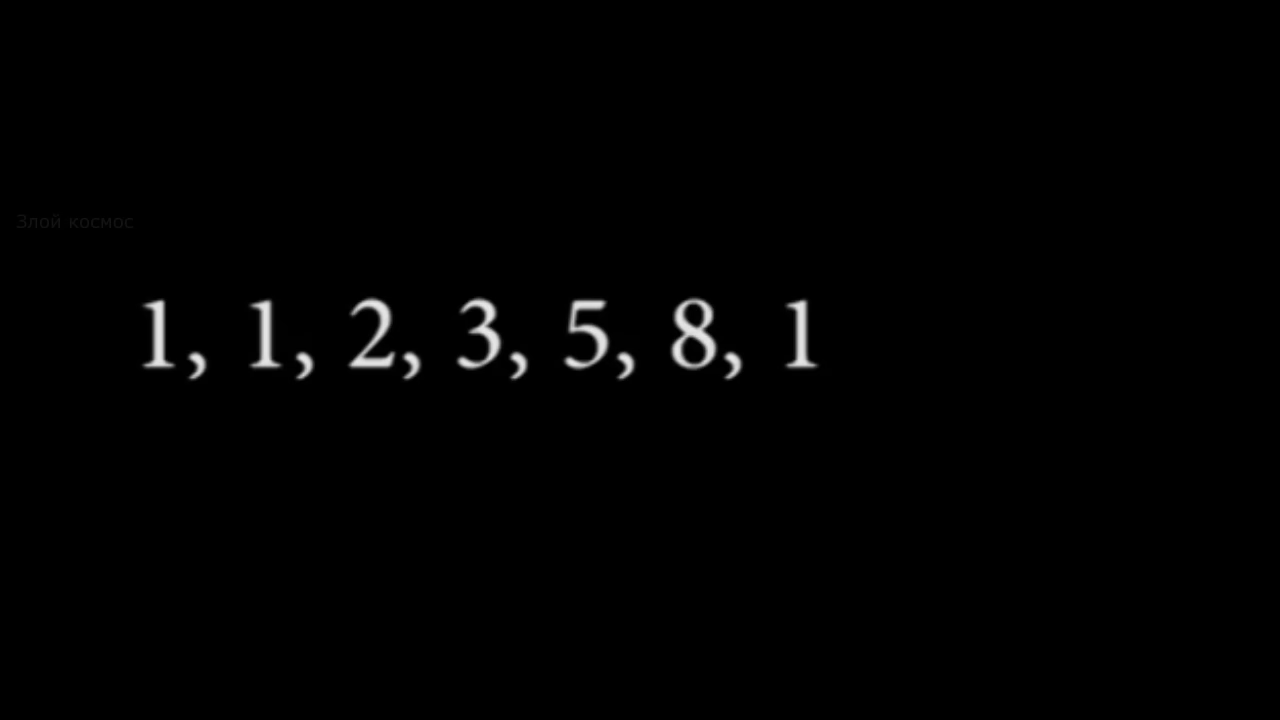 Злой космос
1, 1, 2, 3, 5, 8, 1